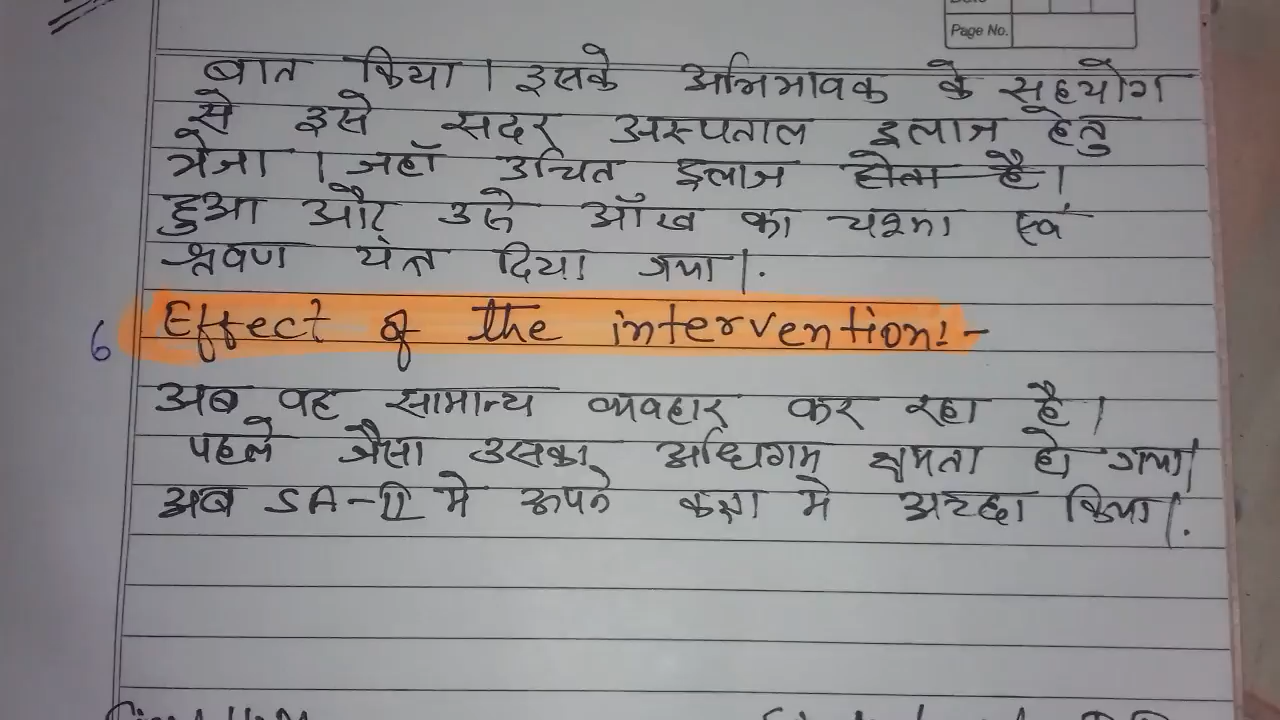 Page No.
बात किया । इसके अभिभावक के सहयोग
से इसे सदर अस्पताल इलाज हेतु
भेजा । जहाँ उचित इलाज होता है ।
हुआ और उसे आँख का चश्मा एवं
श्रवण यंत्र दिया गया ।.
6 Effect of the intervention:-
अब वह सामान्य व्यवहार कर रहा है ।
पहले जैसा उसका अधिगम क्षमता हो गया ।
अब SA-II मे अपने कक्षा मे अच्छा किया ।.